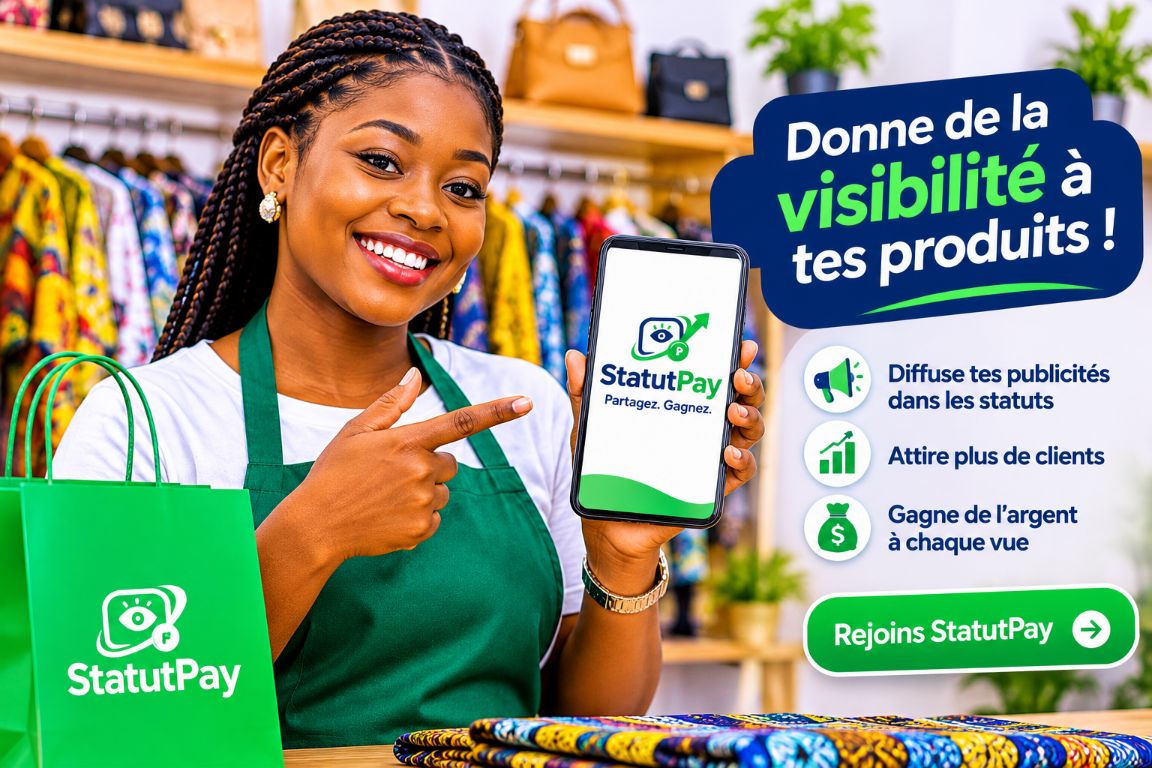 Donne de la
visibilité à
tes produits !
StatutPay
Partagez. Gagnez.
Diffuse tes publicités
dans les statuts
Attire plus de clients
Gagne de l'argent
à chaque vue
Rejoins StatutPay
StatutPay